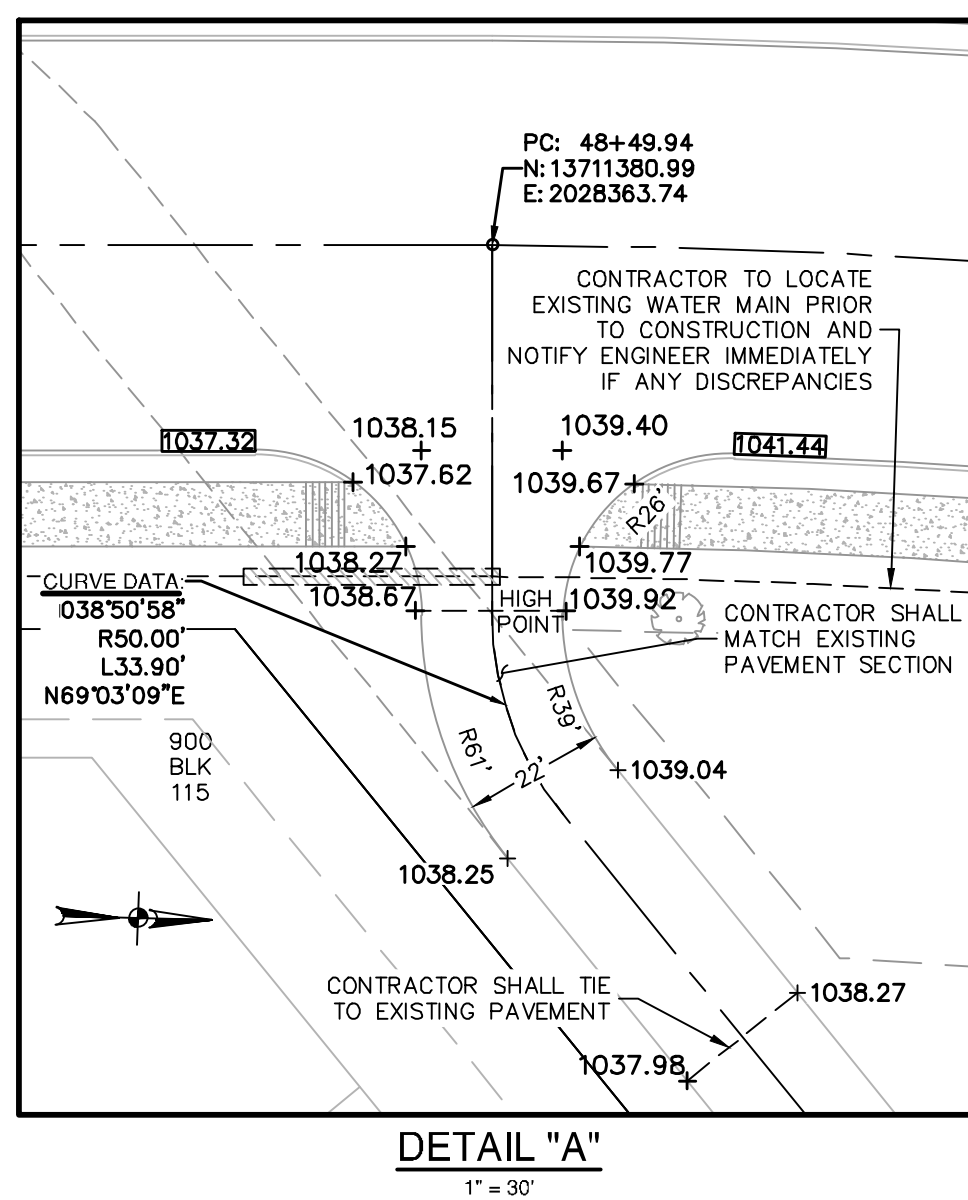 PC: 48+49.94
N: 13711380.99
E: 2028363.74
CONTRACTOR TO LOCATE
EXISTING WATER MAIN PRIOR
TO CONSTRUCTION AND
NOTIFY ENGINEER IMMEDIATELY
IF ANY DISCREPANCIES
1037.32
1038.15
1039.40
1041.44
1037.62
1039.67
R26'
1038.27
1039.77
CURVE DATA:
038°50'58"
R50.00'
L33.90'
N69°03'09"E
1038.67
HIGH
POINT
1039.92
CONTRACTOR SHALL
MATCH EXISTING
PAVEMENT SECTION
900
BLK
115
R39'
R61'
22'
1039.04
1038.25
CONTRACTOR SHALL TIE
TO EXISTING PAVEMENT
1038.27
1037.98
DETAIL "A"
1" = 30'